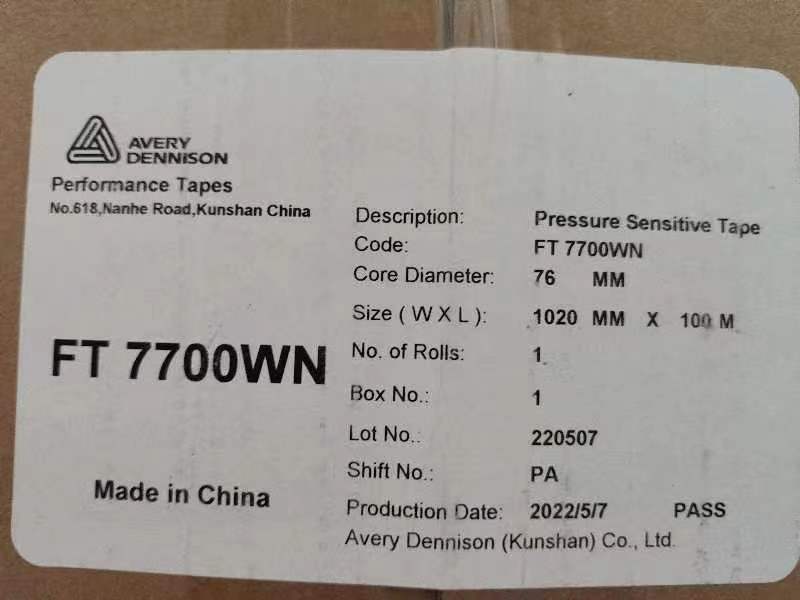 AVERY
DENNISON
Performance Tapes
No.618,Nanhe Road,Kunshan China
FT 7700WN
Made in China
Description: Pressure Sensitive Tape
Code: FT 7700WN
Core Diameter: 76 MM
Size ( W X L ): 1020 MM X 100 M
No. of Rolls: 1
Box No.: 1
Lot No.: 220507
Shift No.: PA
Production Date: 2022/5/7 PASS
Avery Dennison (Kunshan) Co., Ltd.